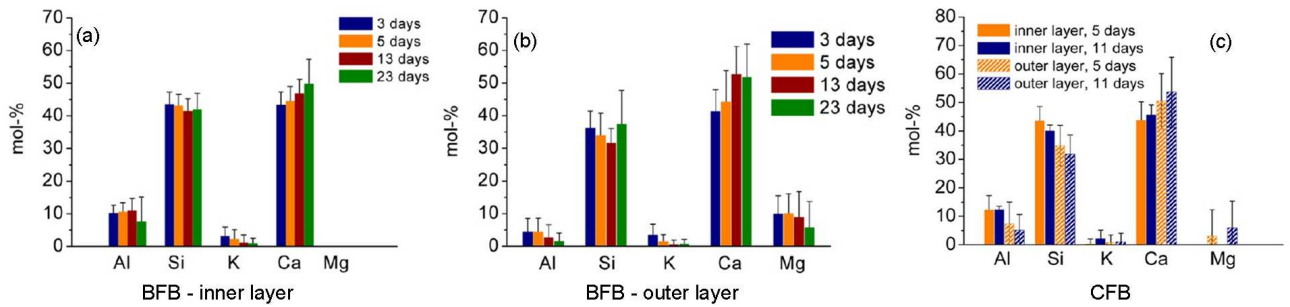 (a)
mol-%
70
60
50
40
30
20
10
0
3 days
5 days
13 days
23 days
Al Si K Ca Mg
BFB - inner layer
(b)
mol-%
70
60
50
40
30
20
10
0
3 days
5 days
13 days
23 days
Al Si K Ca Mg
BFB - outer layer
(c)
mol-%
80
70
60
50
40
30
20
10
0
inner layer, 5 days
inner layer, 11 days
outer layer, 5 days
outer layer, 11 days
Al Si K Ca Mg
CFB